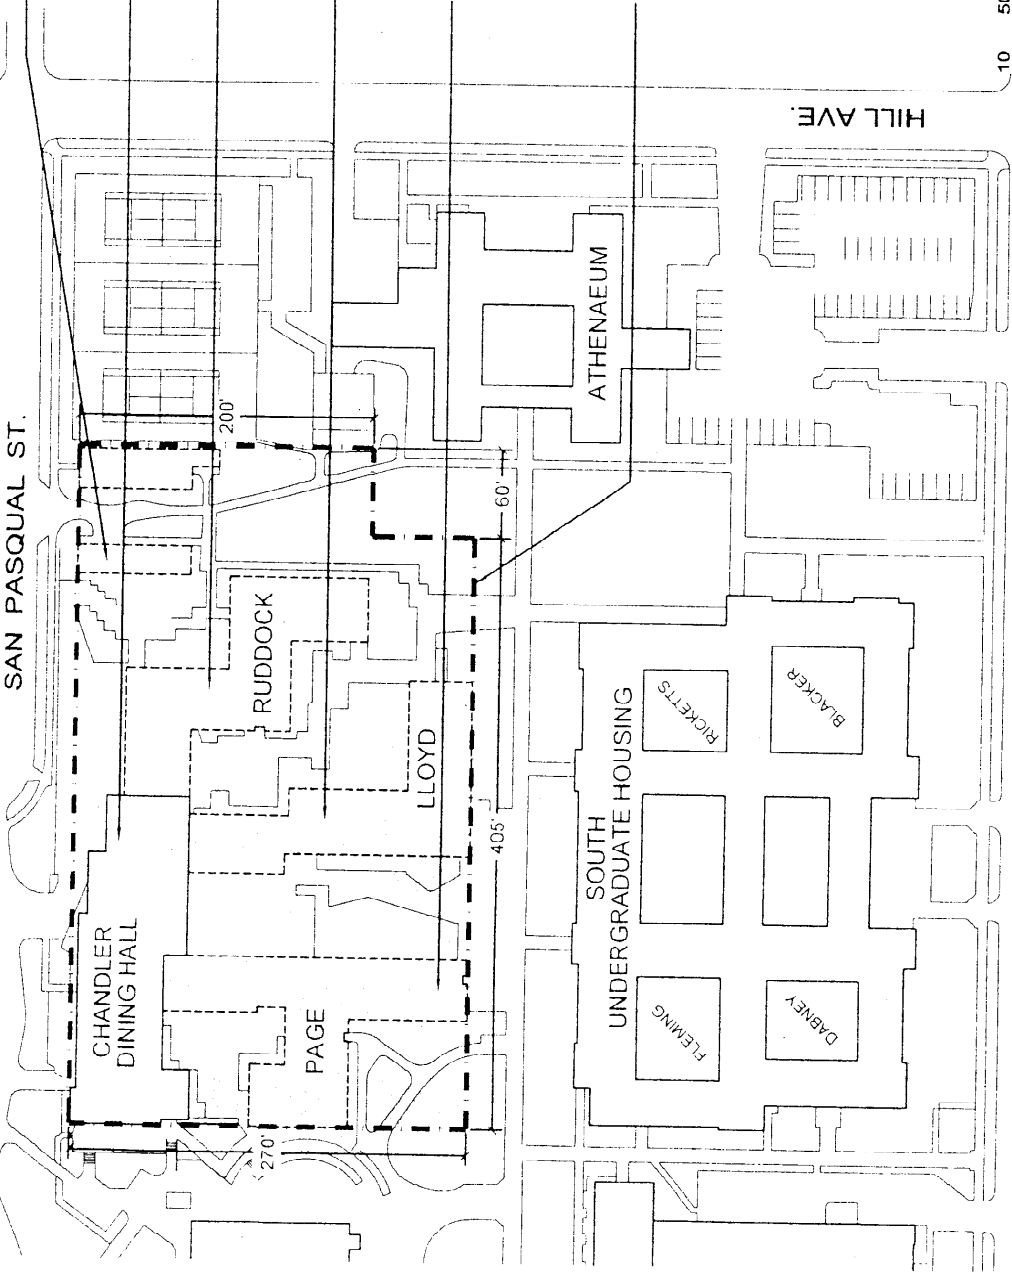 10 50
HILL AVE.
SAN PASQUAL ST.
200'
ATHENAEUM
60'
RUDDOCK
LLOYD
RICKETTS
BLACKER
405'
SOUTH
UNDERGRADUATE HOUSING
CHANDLER
DINING HALL
PAGE
FLEMING
DABNEY
270'